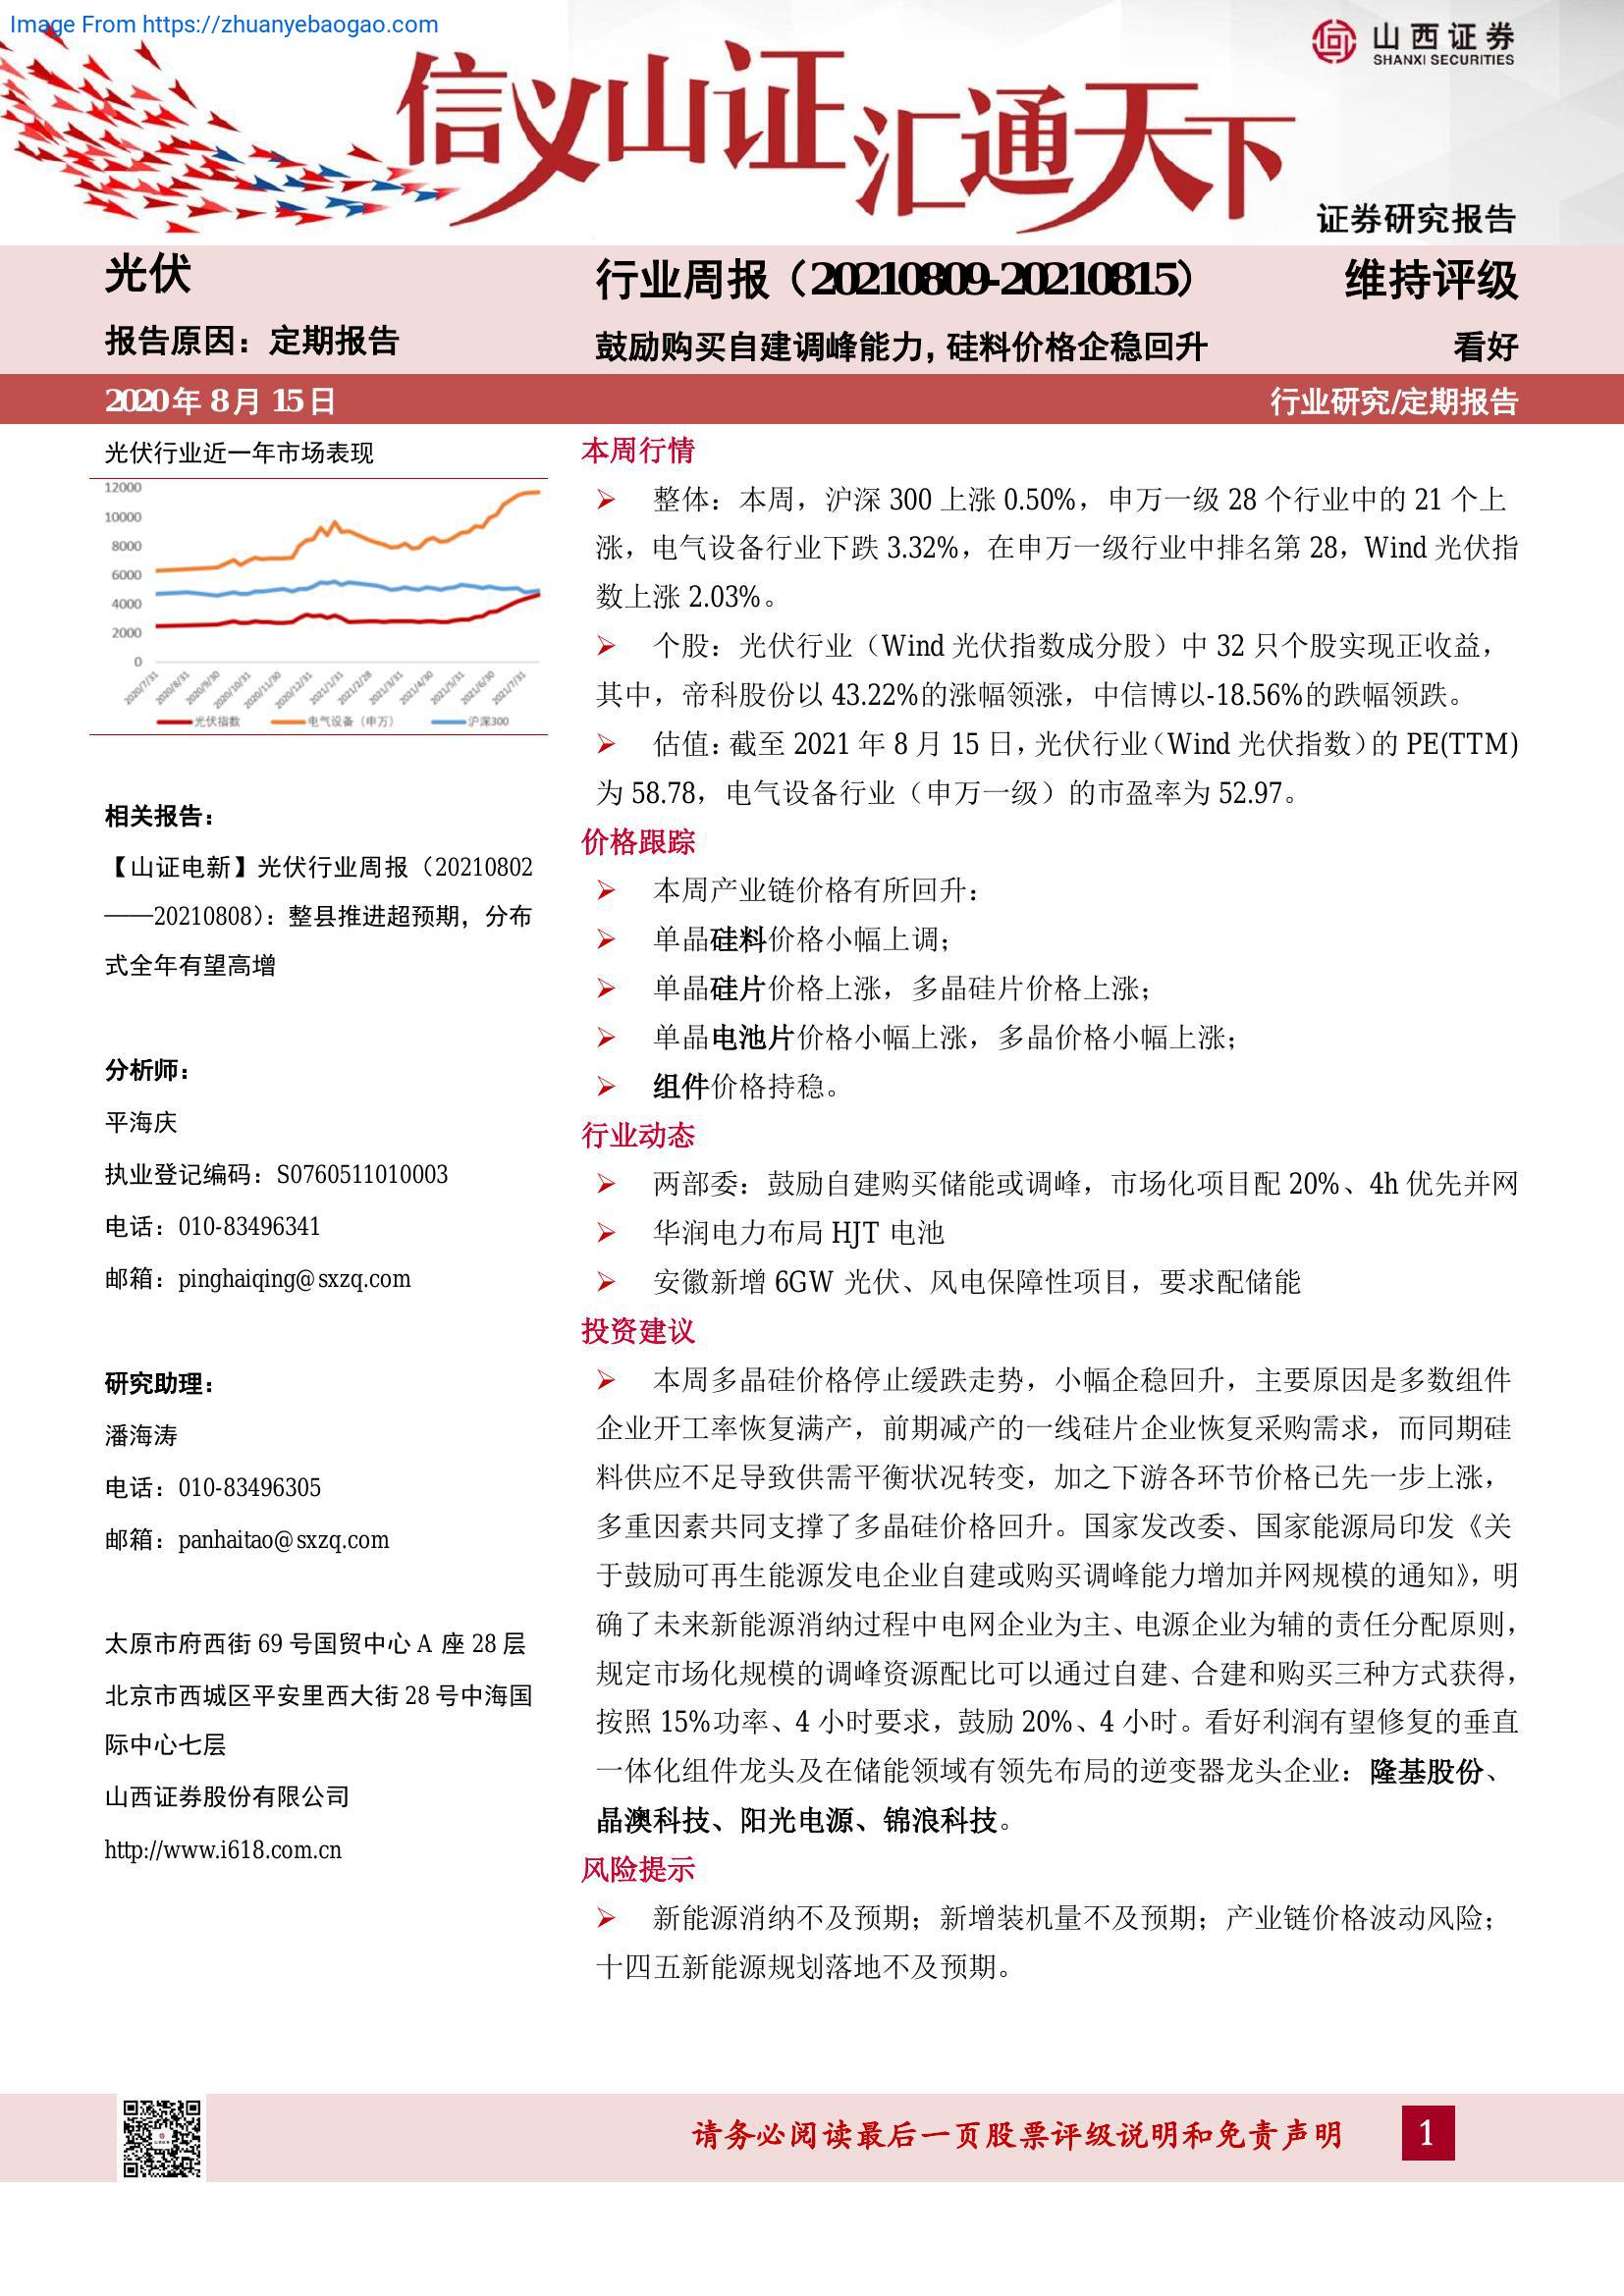 Image From https://zhuanyebaogao.com
山西证券
SHANXI SECURITIES
信义山证汇通天下
证券研究报告
光伏
行业周报（20210809-20210815）
维持评级
报告原因：定期报告
鼓励购买自建调峰能力，硅料价格企稳回升
看好
2020年8月15日
行业研究/定期报告
光伏行业近一年市场表现
12000
10000
8000
6000
4000
2000
0
2020/7/31
2020/8/31
2020/9/30
2020/10/31
2020/11/30
2020/12/31
2021/1/31
2021/2/28
2021/3/31
2021/4/30
2021/5/31
2021/6/30
2021/7/31
光伏指数
电气设备（申万）
沪深300
相关报告：
【山证电新】光伏行业周报（20210802
——20210808）：整县推进超预期，分布
式全年有望高增
分析师：
平海庆
执业登记编码：S0760511010003
电话：010-83496341
邮箱：pinghaiqing@sxzq.com
研究助理：
潘海涛
电话：010-83496305
邮箱：panhaitao@sxzq.com
太原市府西街69号国贸中心A座28层
北京市西城区平安里西大街28号中海国
际中心七层
山西证券股份有限公司
http://www.i618.com.cn
本周行情
➢ 整体：本周，沪深300上涨0.50%，申万一级28个行业中的21个上
涨，电气设备行业下跌3.32%，在申万一级行业中排名第28，Wind光伏指
数上涨2.03%。
➢ 个股：光伏行业（Wind光伏指数成分股）中32只个股实现正收益，
其中，帝科股份以43.22%的涨幅领涨，中信博以-18.56%的跌幅领跌。
➢ 估值：截至2021年8月15日，光伏行业（Wind光伏指数）的PE(TTM)
为58.78，电气设备行业（申万一级）的市盈率为52.97。
价格跟踪
➢ 本周产业链价格有所回升：
➢ 单晶硅料价格小幅上调；
➢ 单晶硅片价格上涨，多晶硅片价格上涨；
➢ 单晶电池片价格小幅上涨，多晶价格小幅上涨；
➢ 组件价格持稳。
行业动态
➢ 两部委：鼓励自建购买储能或调峰，市场化项目配20%、4h优先并网
➢ 华润电力布局HJT电池
➢ 安徽新增6GW光伏、风电保障性项目，要求配储能
投资建议
➢ 本周多晶硅价格停止缓跌走势，小幅企稳回升，主要原因是多数组件
企业开工率恢复满产，前期减产的一线硅片企业恢复采购需求，而同期硅
料供应不足导致供需平衡状况转变，加之下游各环节价格已先一步上涨，
多重因素共同支撑了多晶硅价格回升。国家发改委、国家能源局印发《关
于鼓励可再生能源发电企业自建或购买调峰能力增加并网规模的通知》，明
确了未来新能源消纳过程中电网企业为主、电源企业为辅的责任分配原则，
规定市场化规模的调峰资源配比可以通过自建、合建和购买三种方式获得，
按照15%功率、4小时要求，鼓励20%、4小时。看好利润有望修复的垂直
一体化组件龙头及在储能领域有领先布局的逆变器龙头企业：隆基股份、
晶澳科技、阳光电源、锦浪科技。
风险提示
➢ 新能源消纳不及预期；新增装机量不及预期；产业链价格波动风险；
十四五新能源规划落地不及预期。
请务必阅读最后一页股票评级说明和免责声明
1